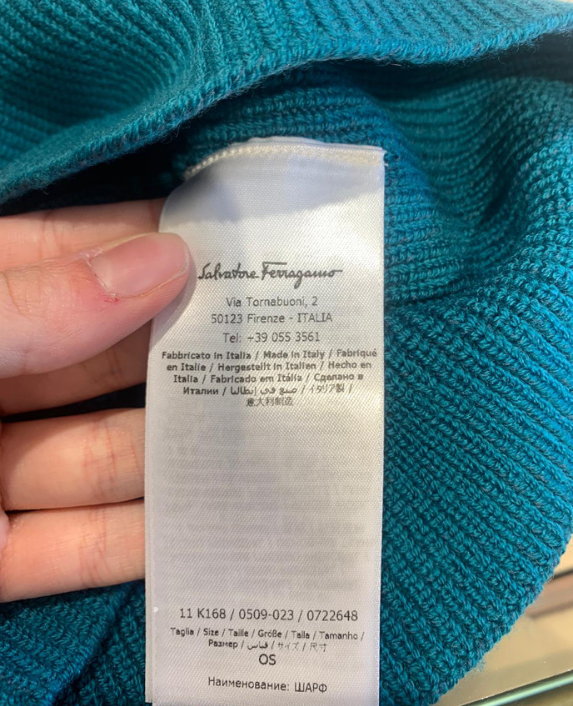 Salvatore Ferragamo
Via Tornabuoni, 2
50123 Firenze - ITALIA
Tel: +39 055 3561
Fabbricato in Italia / Made in Italy / Fabriqué
en Italie / Hergestellt in Italien / Hecho en
Italia / Fabricado em Itália / Сделано в
Италии / صنع في إيطاليا / イタリア製 /
意大利制造
11 K168 / 0509-023 / 0722648
Taglia / Size / Taille / Größe / Talla / Tamanho /
Размер / قياس / サイズ / 尺寸
OS
Наименование: ШАРФ